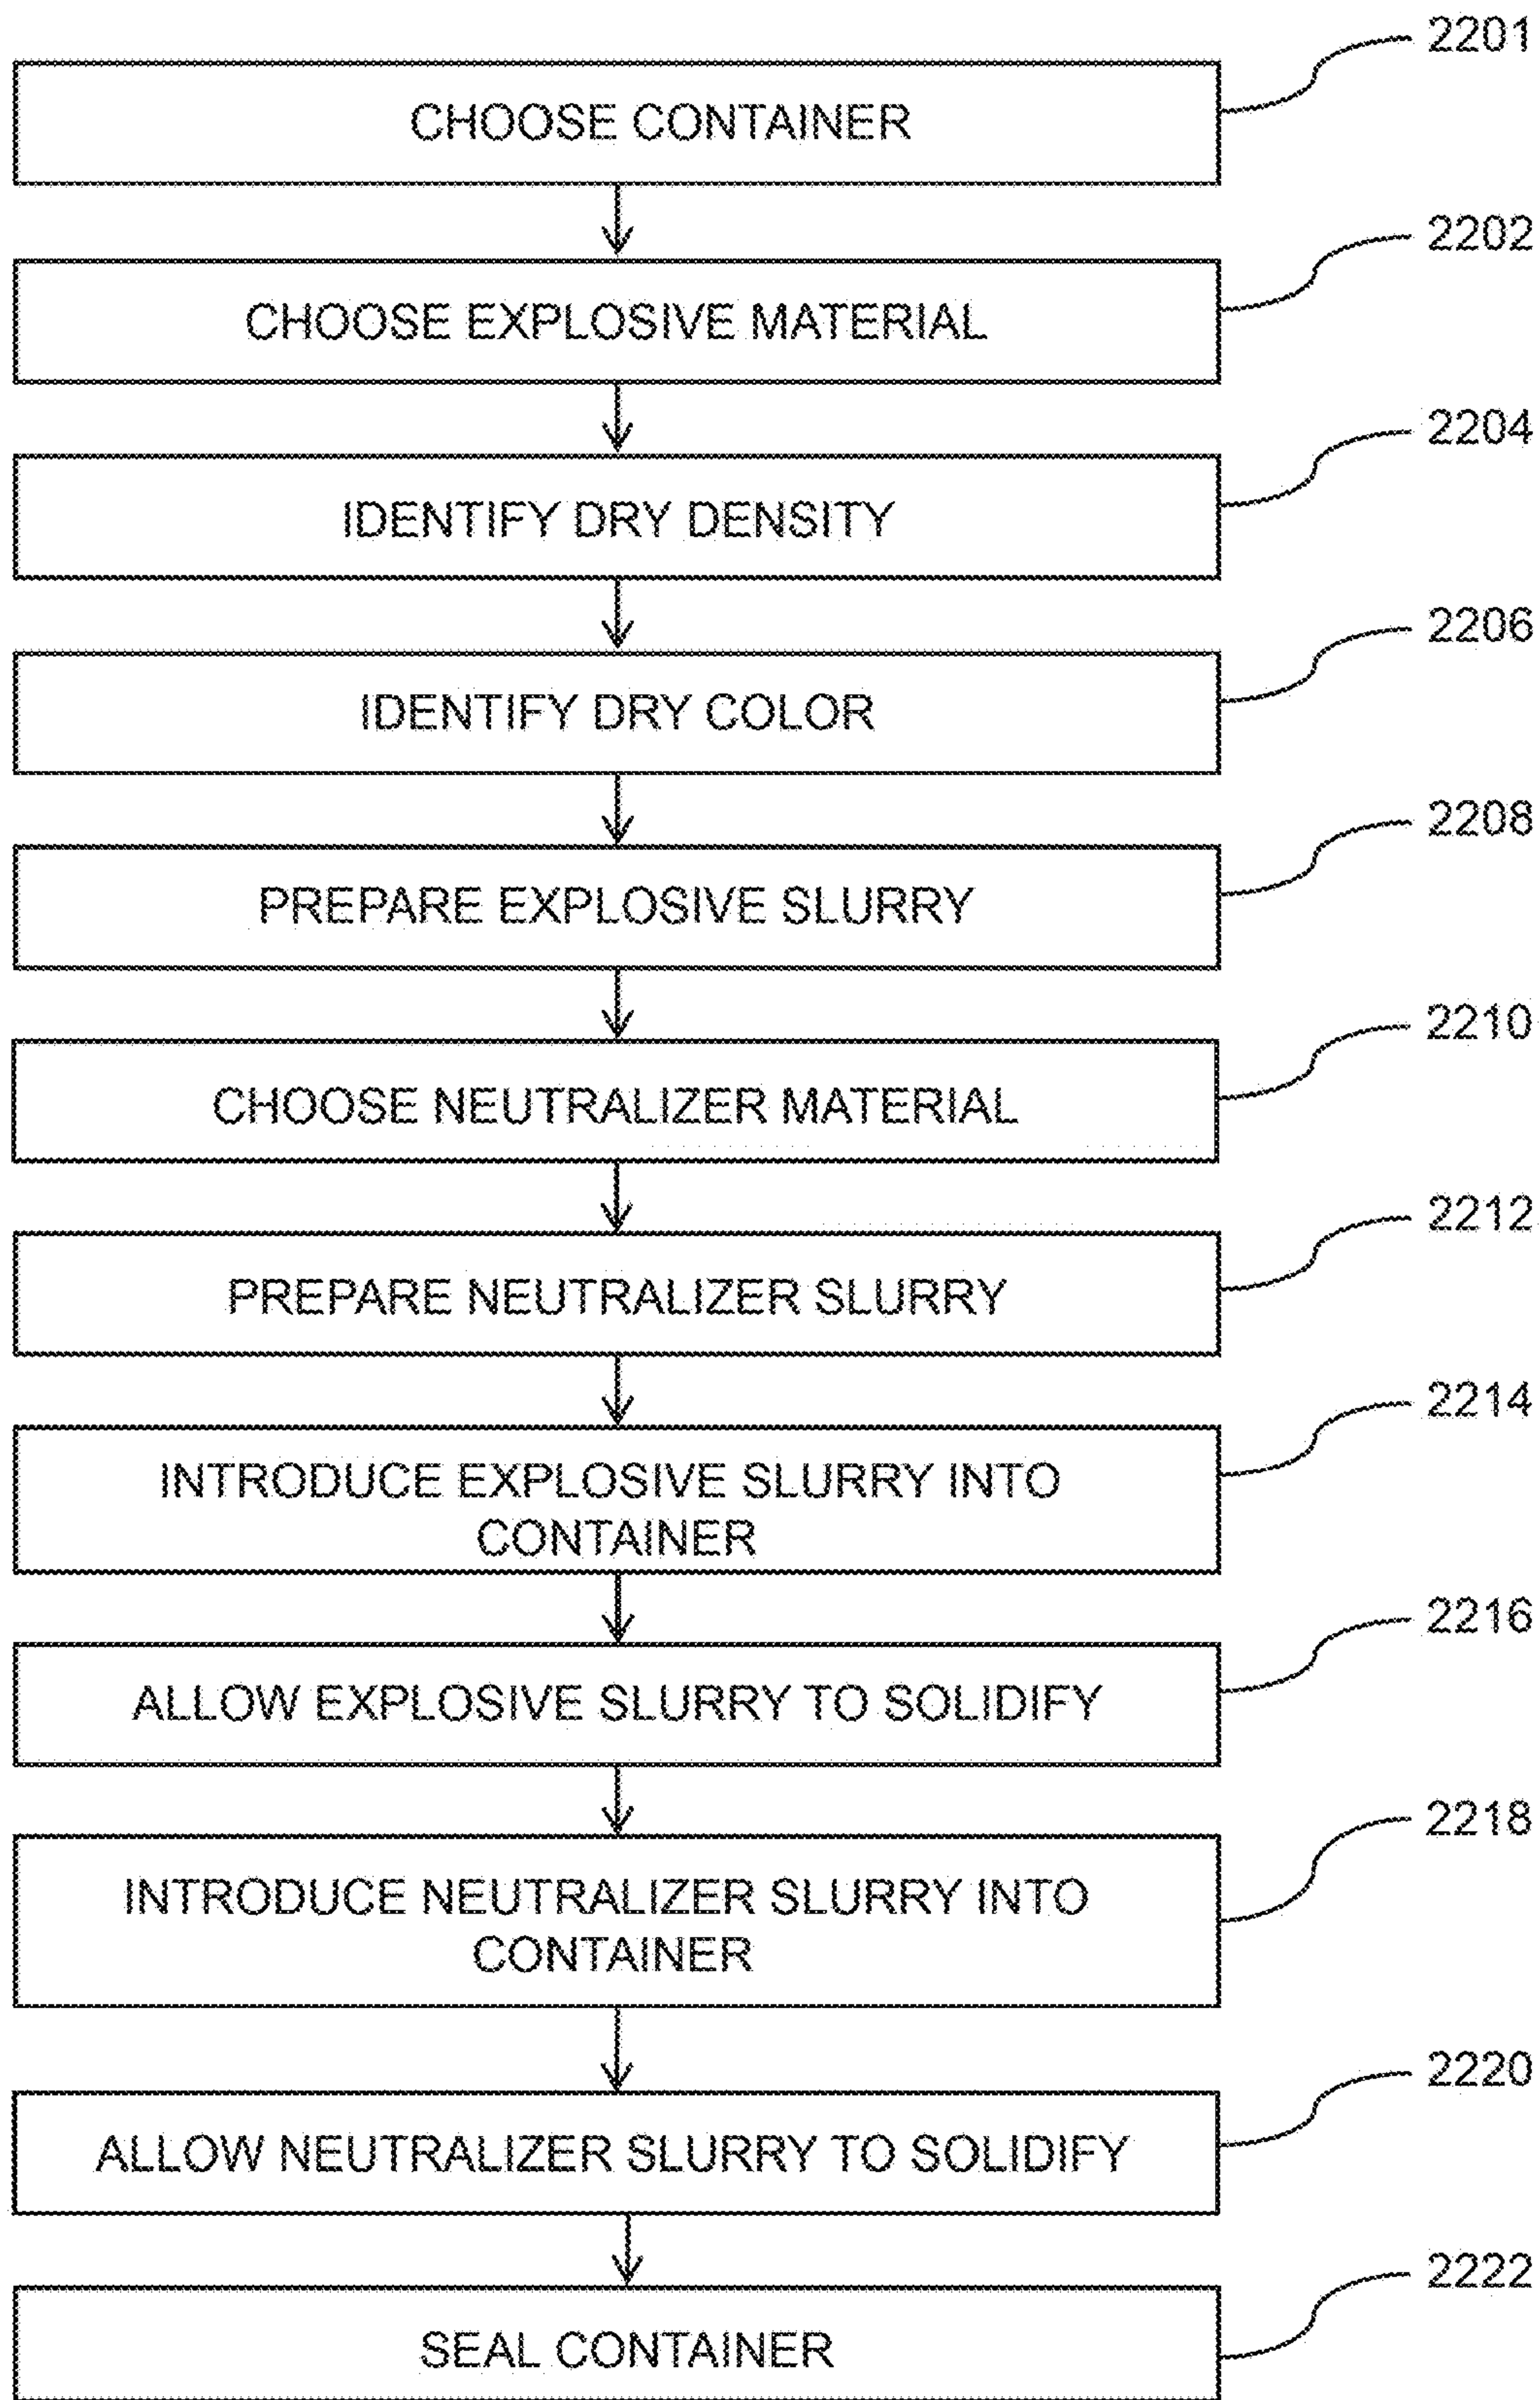 2201
CHOOSE CONTAINER
2202
CHOOSE EXPLOSIVE MATERIAL
2204
IDENTIFY DRY DENSITY
2206
IDENTIFY DRY COLOR
2208
PREPARE EXPLOSIVE SLURRY
2210
CHOOSE NEUTRALIZER MATERIAL
2212
PREPARE NEUTRALIZER SLURRY
2214
INTRODUCE EXPLOSIVE SLURRY INTO
CONTAINER
2216
ALLOW EXPLOSIVE SLURRY TO SOLIDIFY
2218
INTRODUCE NEUTRALIZER SLURRY INTO
CONTAINER
2220
ALLOW NEUTRALIZER SLURRY TO SOLIDIFY
2222
SEAL CONTAINER